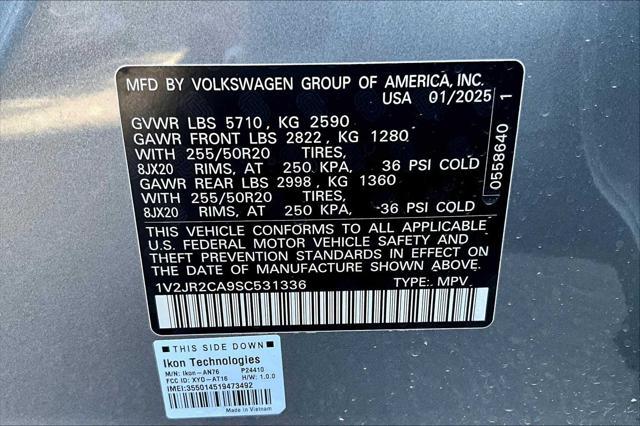 MFD BY VOLKSWAGEN GROUP OF AMERICA, INC.
USA 01/2025
GVWR LBS 5710, KG 2590
GAWR FRONT LBS 2822, KG 1280
WITH 255/50R20 TIRES,
8JX20 RIMS, AT 250 KPA, 36 PSI COLD
GAWR REAR LBS 2998, KG 1360
WITH 255/50R20 TIRES,
8JX20 RIMS, AT 250 KPA, 36 PSI COLD
THIS VEHICLE CONFORMS TO ALL APPLICABLE
U.S. FEDERAL MOTOR VEHICLE SAFETY AND
THEFT PREVENTION STANDARDS IN EFFECT ON
THE DATE OF MANUFACTURE SHOWN ABOVE.
1V2JR2CA9SC531336 TYPE: MPV
0558640 1
THIS SIDE DOWN
Ikon Technologies
M/N: Ikon-AN76 P24410
FCC ID: XYO-AT16 H/W: 1.0.0
IMEI:355014519473492
Made in Vietnam